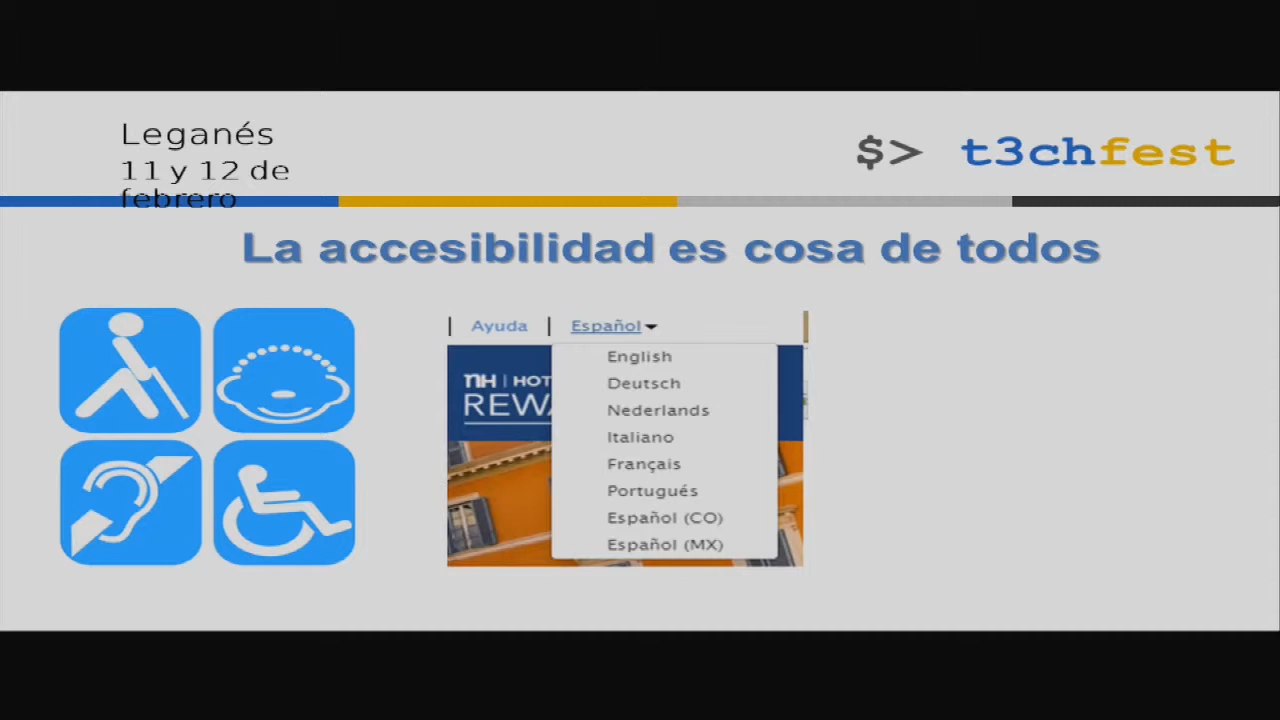 Leganés
11 y 12 de
febrero
$> t3chfest
La accesibilidad es cosa de todos
| Ayuda | Español
English
Deutsch
Nederlands
Italiano
Français
Portugués
Español (CO)
Español (MX)
nH | HOT
REWA